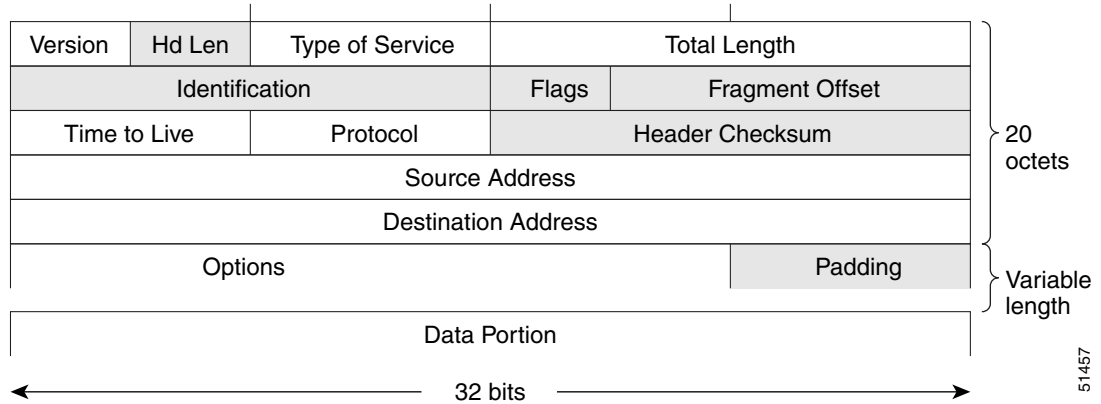 Version Hd Len Type of Service Total Length
Identification Flags Fragment Offset
Time to Live Protocol Header Checksum
Source Address
Destination Address
Options Padding
Data Portion
32 bits
20
octets
Variable
length
51457